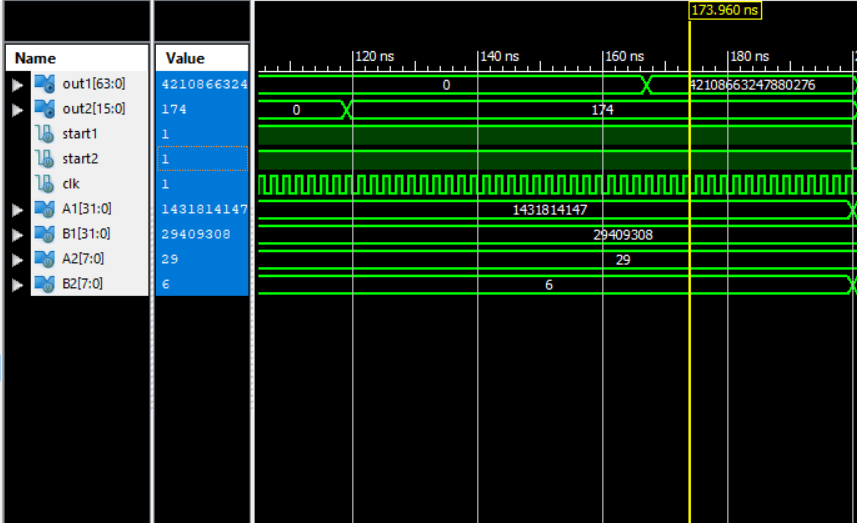 173.960 ns
Name
Value
120 ns
140 ns
160 ns
180 ns
out1[63:0]
4210866324
0
42108663247880276
out2[15:0]
174
0
174
start1
1
start2
1
clk
1
A1[31:0]
1431814147
1431814147
B1[31:0]
29409308
29409308
A2[7:0]
29
29
B2[7:0]
6
6